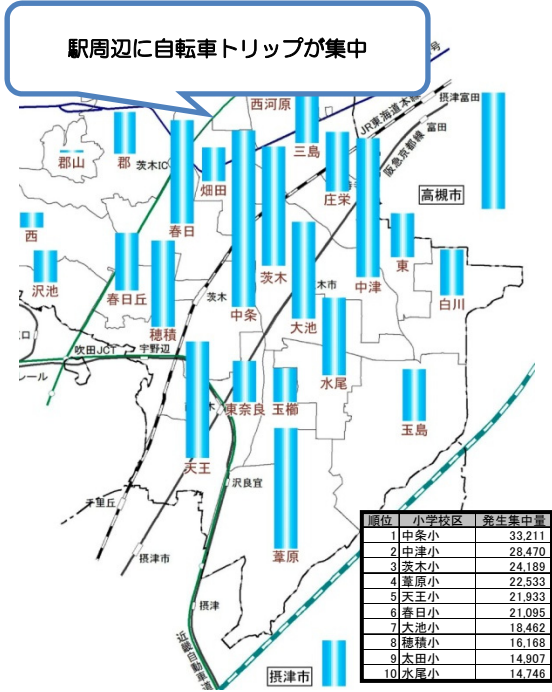 駅周辺に自転車トリップが集中
号
西河原
JR東海道本線
摂津富田
富田
阪急京都線
三島
郡山
郡
茨木IC
畑田
庄栄
高槻市
西
春日
東
沢池
春日丘
穂積
茨木
茨木
中条
大池
木市
中津
白川
吹田JCT
宇野辺
レール
水尾
東奈良
木
玉櫛
玉島
天王
沢良宜
千里丘
葦原
摂津市
摂津
近畿自動車道
摂津市
順位 小学校区 発生集中量
1 中条小 33,211
2 中津小 28,470
3 茨木小 24,189
4 葦原小 22,533
5 天王小 21,933
6 春日小 21,095
7 大池小 18,462
8 穂積小 16,168
9 太田小 14,907
10 水尾小 14,746